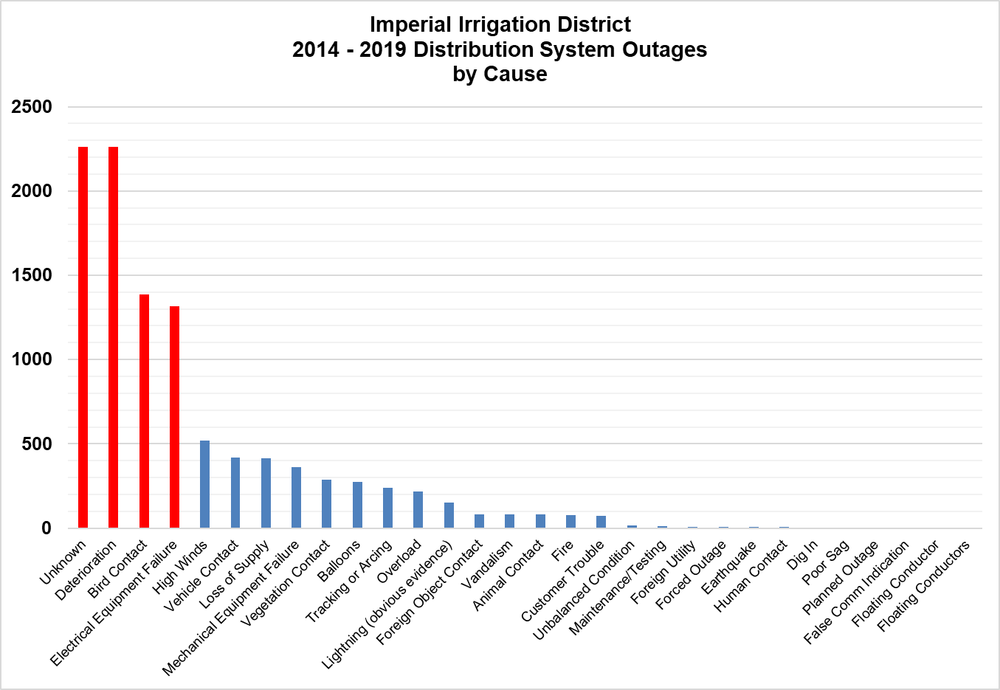 Imperial Irrigation District
2014 - 2019 Distribution System Outages
by Cause
2500
2000
1500
1000
500
0
Unknown
Deterioration
Bird Contact
Electrical Equipment Failure
High Winds
Vehicle Contact
Loss of Supply
Mechanical Equipment Failure
Vegetation Contact
Balloons
Tracking or Arcing
Overload
Lightning (obvious evidence)
Foreign Object Contact
Vandalism
Animal Contact
Fire
Customer Trouble
Unbalanced Condition
Maintenance/Testing
Foreign Utility
Forced Outage
Earthquake
Human Contact
Dig In
Poor Sag
Planned Outage
False Comm Indication
Floating Conductor
Floating Conductors